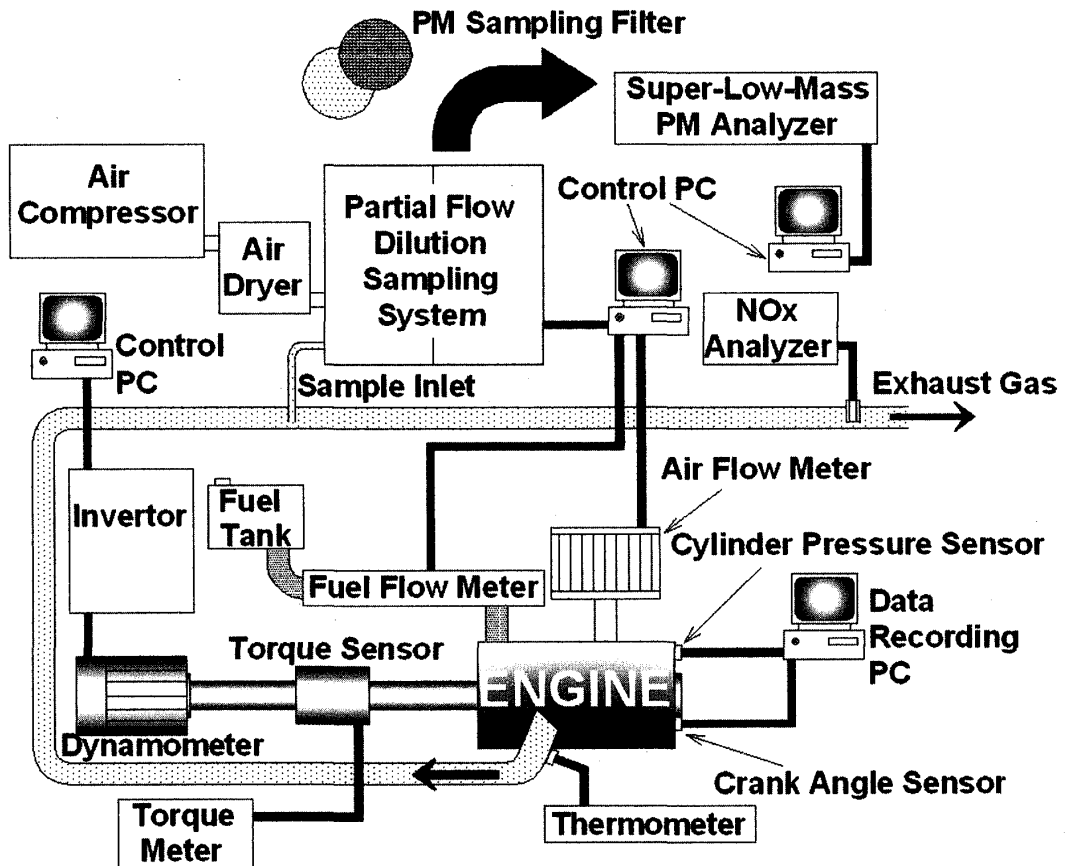 PM Sampling Filter
Super-Low-Mass
PM Analyzer
Air
Compressor
Air
Dryer
Partial Flow
Dilution
Sampling
System
Control PC
NOx
Analyzer
Control
PC
Sample Inlet
Exhaust Gas
Invertor
Fuel
Tank
Air Flow Meter
Cylinder Pressure Sensor
Fuel Flow Meter
Data
Recording
PC
Torque Sensor
ENGINE
Dynamometer
Crank Angle Sensor
Torque
Meter
Thermometer